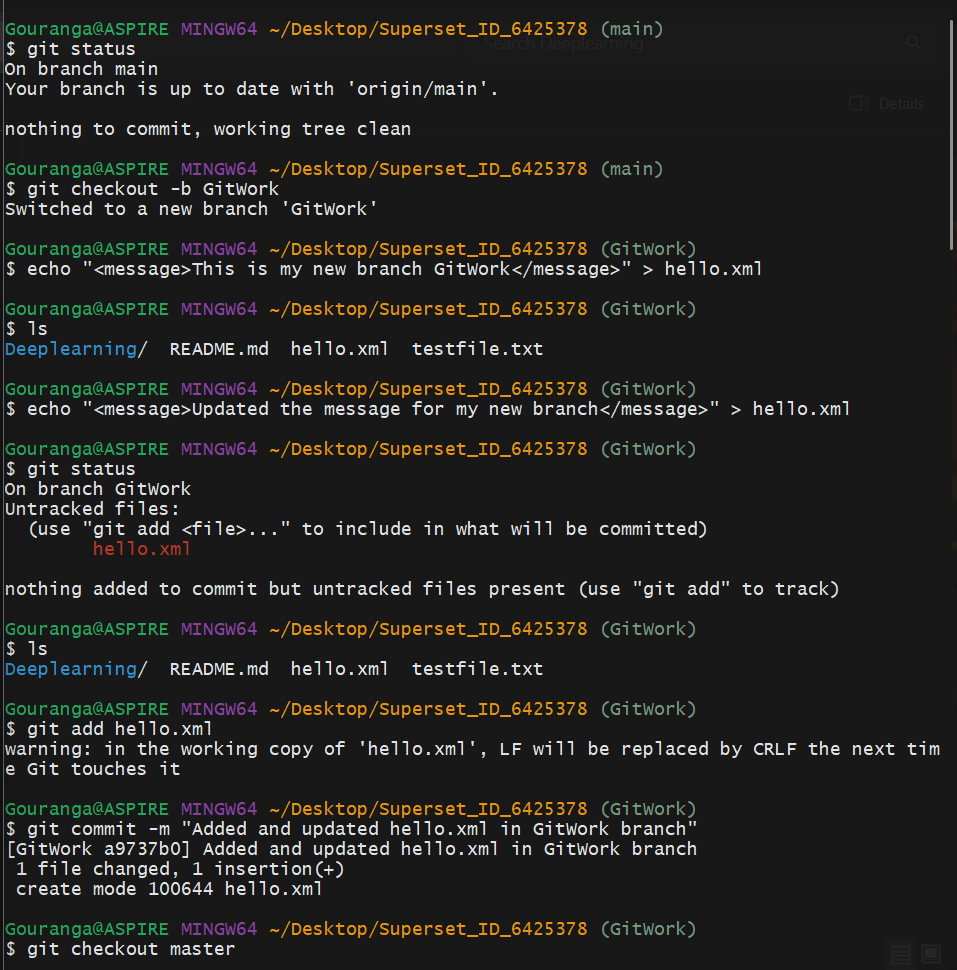 Gouranga@ASPIRE MINGW64 ~/Desktop/Superset_ID_6425378 (main)
Search Deeplearning
$ git status
On branch main
Your branch is up to date with 'origin/main'.
Details
nothing to commit, working tree clean
Gouranga@ASPIRE MINGW64 ~/Desktop/Superset_ID_6425378 (main)
$ git checkout -b GitWork
Switched to a new branch 'GitWork'
Gouranga@ASPIRE MINGW64 ~/Desktop/Superset_ID_6425378 (GitWork)
$ echo "<message>This is my new branch GitWork</message>" > hello.xml
Gouranga@ASPIRE MINGW64 ~/Desktop/Superset_ID_6425378 (GitWork)
$ ls
Deeplearning/  README.md  hello.xml  testfile.txt
Gouranga@ASPIRE MINGW64 ~/Desktop/Superset_ID_6425378 (GitWork)
$ echo "<message>Updated the message for my new branch</message>" > hello.xml
Gouranga@ASPIRE MINGW64 ~/Desktop/Superset_ID_6425378 (GitWork)
$ git status
On branch GitWork
Untracked files:
  (use "git add <file>..." to include in what will be committed)
        hello.xml
nothing added to commit but untracked files present (use "git add" to track)
Gouranga@ASPIRE MINGW64 ~/Desktop/Superset_ID_6425378 (GitWork)
$ ls
Deeplearning/  README.md  hello.xml  testfile.txt
Gouranga@ASPIRE MINGW64 ~/Desktop/Superset_ID_6425378 (GitWork)
$ git add hello.xml
warning: in the working copy of 'hello.xml', LF will be replaced by CRLF the next tim
e Git touches it
Gouranga@ASPIRE MINGW64 ~/Desktop/Superset_ID_6425378 (GitWork)
$ git commit -m "Added and updated hello.xml in GitWork branch"
[GitWork a9737b0] Added and updated hello.xml in GitWork branch
 1 file changed, 1 insertion(+)
 create mode 100644 hello.xml
Gouranga@ASPIRE MINGW64 ~/Desktop/Superset_ID_6425378 (GitWork)
$ git checkout master